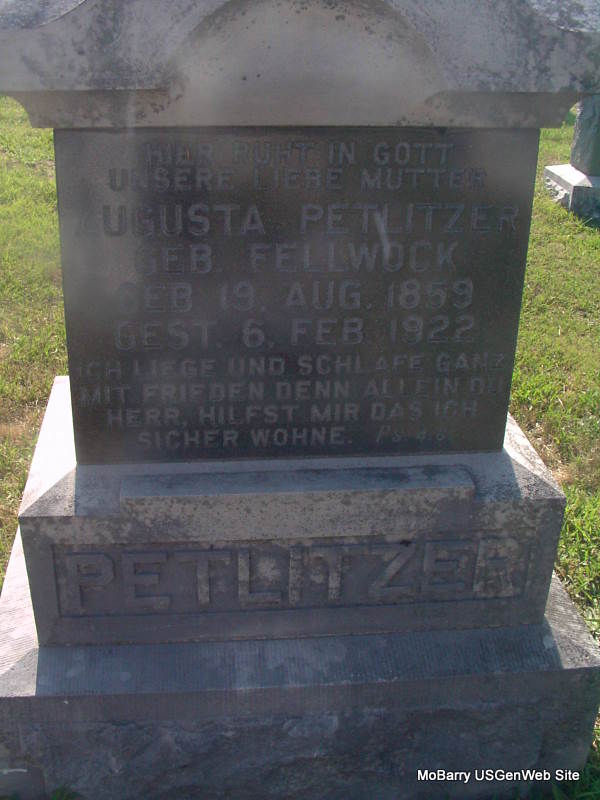 HIER RUHT IN GOTT
UNSERE LIEBE MUTTER
AUGUSTA PETLITZER
GEB. FELLWOCK
GEB. 19. AUG. 1859
GEST. 6. FEB. 1922
ICH LIEGE UND SCHLAFE GANZ
MIT FRIEDEN DENN ALLEIN DU
HERR, HILFST MIR DAS ICH
SICHER WOHNE. Ps. 4.
PETLITZER
MoBarry USGenWeb Site